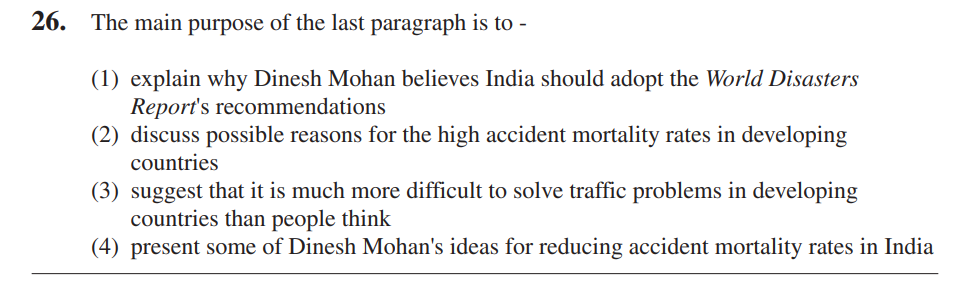 26. The main purpose of the last paragraph is to -
(1) explain why Dinesh Mohan believes India should adopt the World Disasters
Report's recommendations
(2) discuss possible reasons for the high accident mortality rates in developing
countries
(3) suggest that it is much more difficult to solve traffic problems in developing
countries than people think
(4) present some of Dinesh Mohan's ideas for reducing accident mortality rates in India